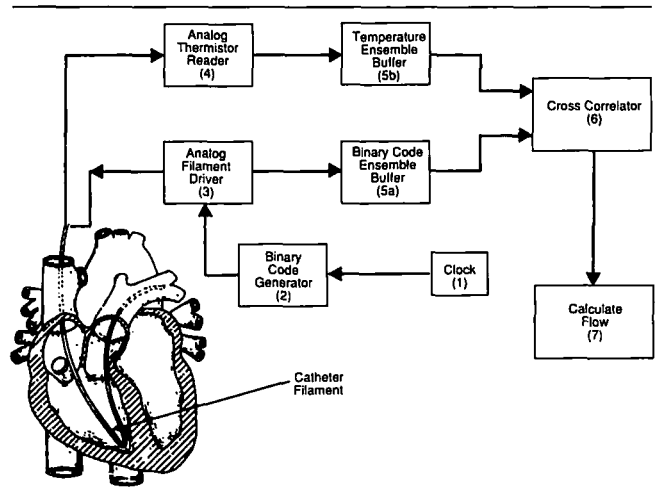 Analog
Thermistor
Reader
(4)
Temperature
Ensemble
Buffer
(5b)
Cross Correlator
(6)
Analog
Filament
Driver
(3)
Binary Code
Ensemble
Buffer
(5a)
Binary
Code
Generator
(2)
Clock
(1)
Calculate
Flow
(7)
Catheter
Filament